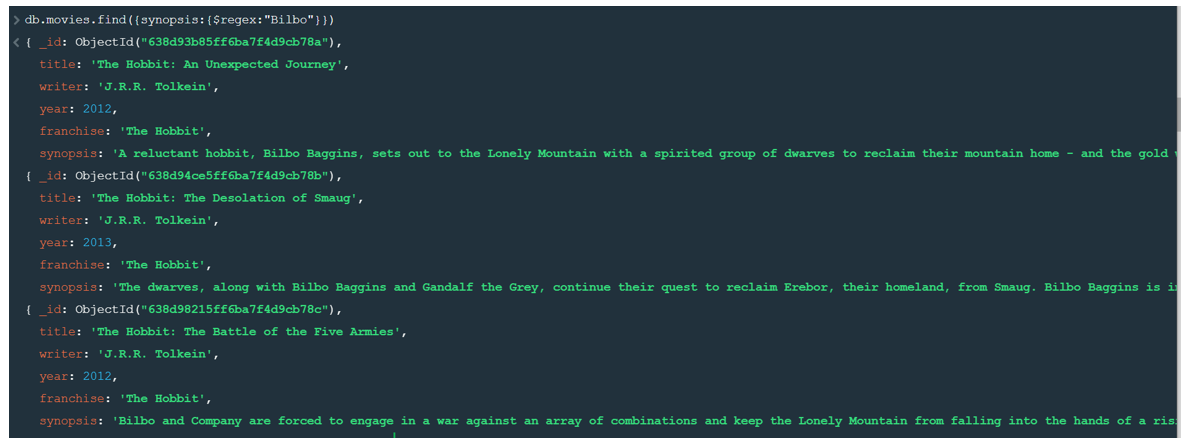 > db.movies.find({synopsis:{$regex:"Bilbo"}})
< { _id: ObjectId("638d93b85ff6ba7f4d9cb78a"),
title: 'The Hobbit: An Unexpected Journey',
writer: 'J.R.R. Tolkein',
year: 2012,
franchise: 'The Hobbit',
synopsis: 'A reluctant hobbit, Bilbo Baggins, sets out to the Lonely Mountain with a spirited group of dwarves to reclaim their mountain home - and the gold
{ _id: ObjectId("638d94ce5ff6ba7f4d9cb78b"),
title: 'The Hobbit: The Desolation of Smaug',
writer: 'J.R.R. Tolkein',
year: 2013,
franchise: 'The Hobbit',
synopsis: 'The dwarves, along with Bilbo Baggins and Gandalf the Grey, continue their quest to reclaim Erebor, their homeland, from Smaug. Bilbo Baggins is
{ _id: ObjectId("638d98215ff6ba7f4d9cb78c"),
title: 'The Hobbit: The Battle of the Five Armies',
writer: 'J.R.R. Tolkein',
year: 2012,
franchise: 'The Hobbit',
synopsis: 'Bilbo and Company are forced to engage in a war against an array of combinations and keep the Lonely Mountain from falling into the hands of a